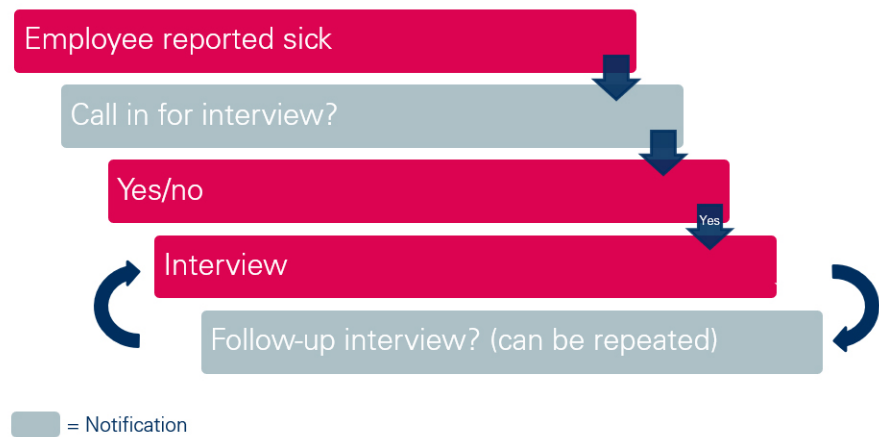 Employee reported sick
Call in for interview?
Yes/no
Yes
Interview
Follow-up interview? (can be repeated)
= Notification